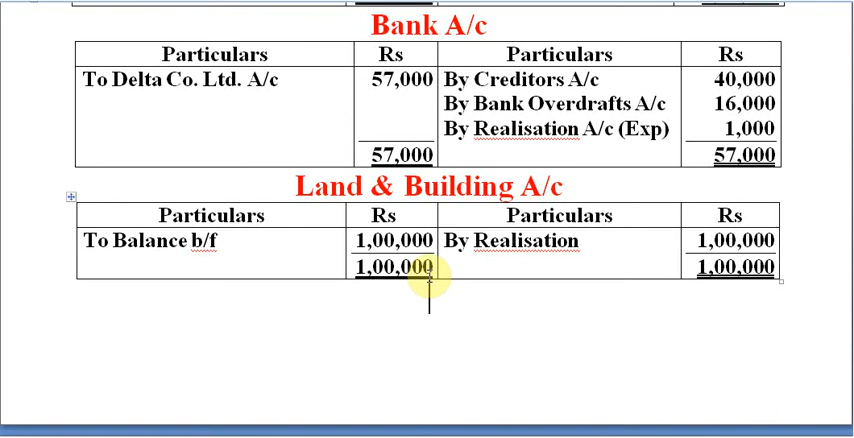 Bank A/c
Particulars Rs Particulars Rs
To Delta Co. Ltd. A/c 57,000 By Creditors A/c 40,000
By Bank Overdrafts A/c 16,000
By Realisation A/c (Exp) 1,000
57,000 57,000
Land & Building A/c
Particulars Rs Particulars Rs
To Balance b/f 1,00,000 By Realisation 1,00,000
1,00,000 1,00,000